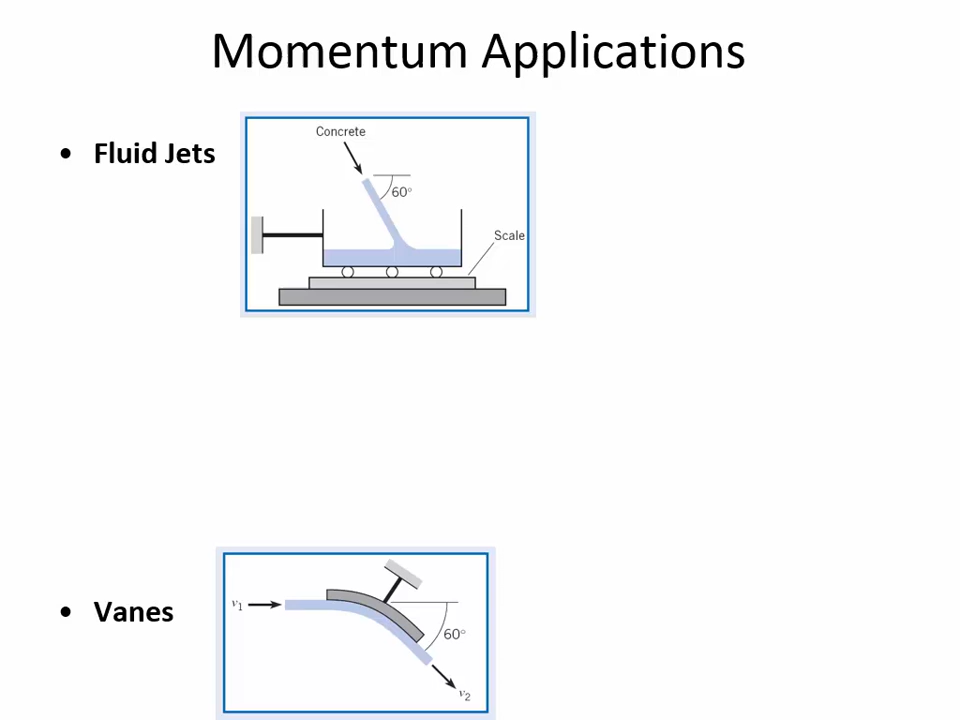 Momentum Applications
• Fluid Jets
Concrete
60°
Scale
• Vanes
v1
60°
v2